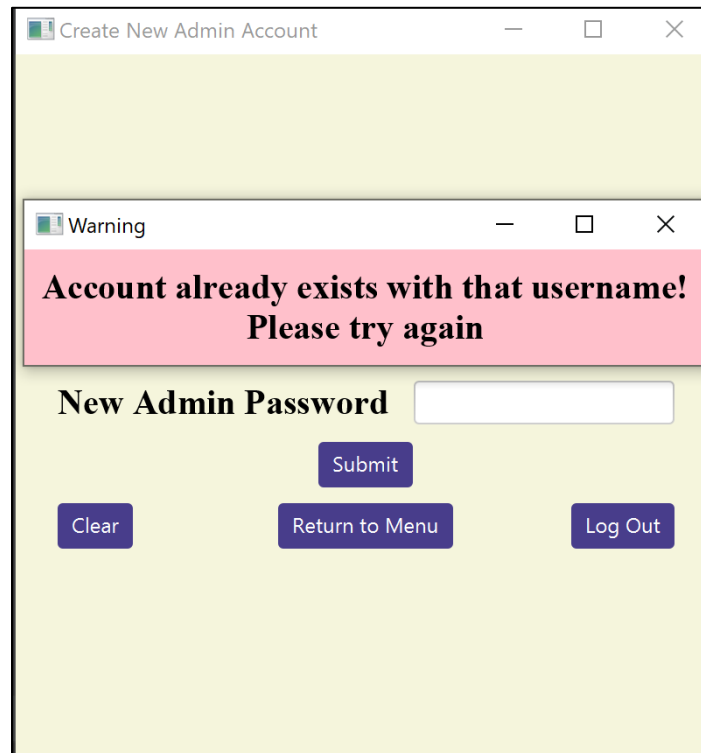 Create New Admin Account
Warning
Account already exists with that username!
Please try again
New Admin Password
Submit
Clear
Return to Menu
Log Out